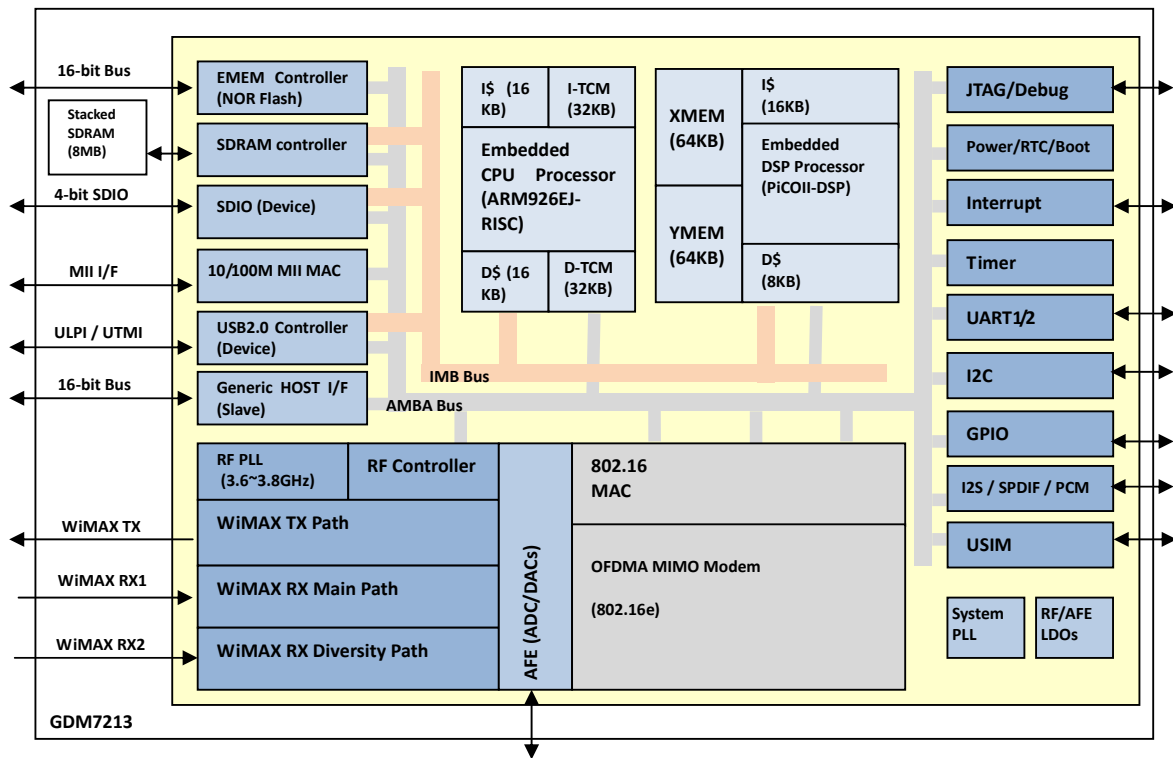 16-bit Bus
Stacked
SDRAM
(8MB)
4-bit SDIO
MII I/F
ULPI / UTMI
16-bit Bus
WiMAX TX
WiMAX RX1
WiMAX RX2
EMEM Controller
(NOR Flash)
SDRAM controller
SDIO (Device)
10/100M MII MAC
USB2.0 Controller
(Device)
Generic HOST I/F
(Slave)
I$ (16
KB)
I-TCM
(32KB)
Embedded
CPU Processor
(ARM926EJ-
RISC)
D$ (16
KB)
D-TCM
(32KB)
XMEM
(64KB)
YMEM
(64KB)
I$
(16KB)
Embedded
DSP Processor
(PiCOII-DSP)
D$
(8KB)
IMB Bus
AMBA Bus
RF PLL
(3.6~3.8GHz)
RF Controller
WiMAX TX Path
WiMAX RX Main Path
WiMAX RX Diversity Path
AFE (ADC/DACs)
802.16
MAC
OFDMA MIMO Modem
(802.16e)
JTAG/Debug
Power/RTC/Boot
Interrupt
Timer
UART1/2
I2C
GPIO
I2S / SPDIF / PCM
USIM
System
PLL
RF/AFE
LDOs
GDM7213